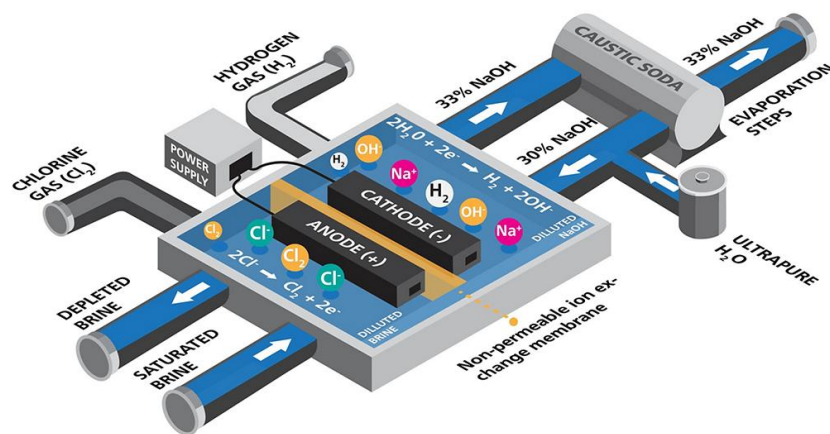 HYDROGEN
GAS (H₂)
33% NaOH
CAUSTIC SODA
33% NaOH
EVAPORATION
STEPS
POWER
SUPPLY
CHLORINE
GAS (Cl₂)
2H₂0 + 2e⁻ → H₂ + 2OH⁻
30% NaOH
H₂
OH⁻
Na⁺
H₂
OH⁻
Na⁺
CATHODE (-)
DILLUTED
NaOH
ULTRAPURE
H₂O
ANODE (+)
Cl₂
Cl⁻
Cl₂
Cl⁻
2Cl⁻ → Cl₂ + 2e⁻
DILLUTED
BRINE
DEPLETED
BRINE
SATURATED
BRINE
Non-permeable ion ex-
change membrane